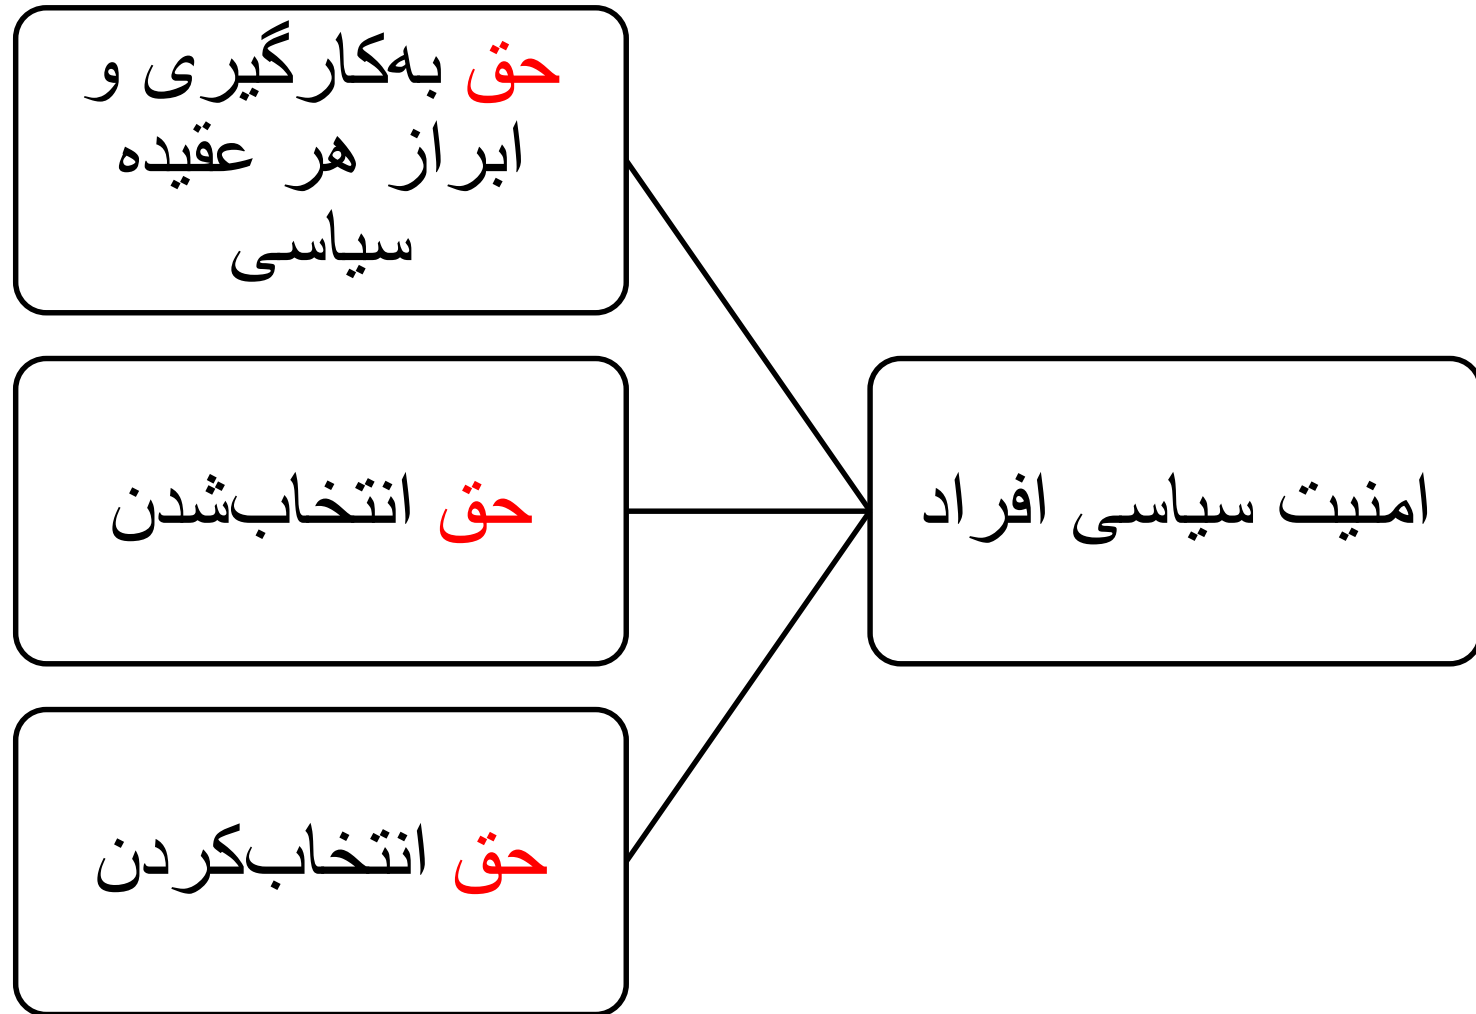 امنیت سیاسی افراد
حق به‌کارگیری و
ابراز هر عقیده
سیاسی
حق انتخاب‌شدن
حق انتخاب‌کردن